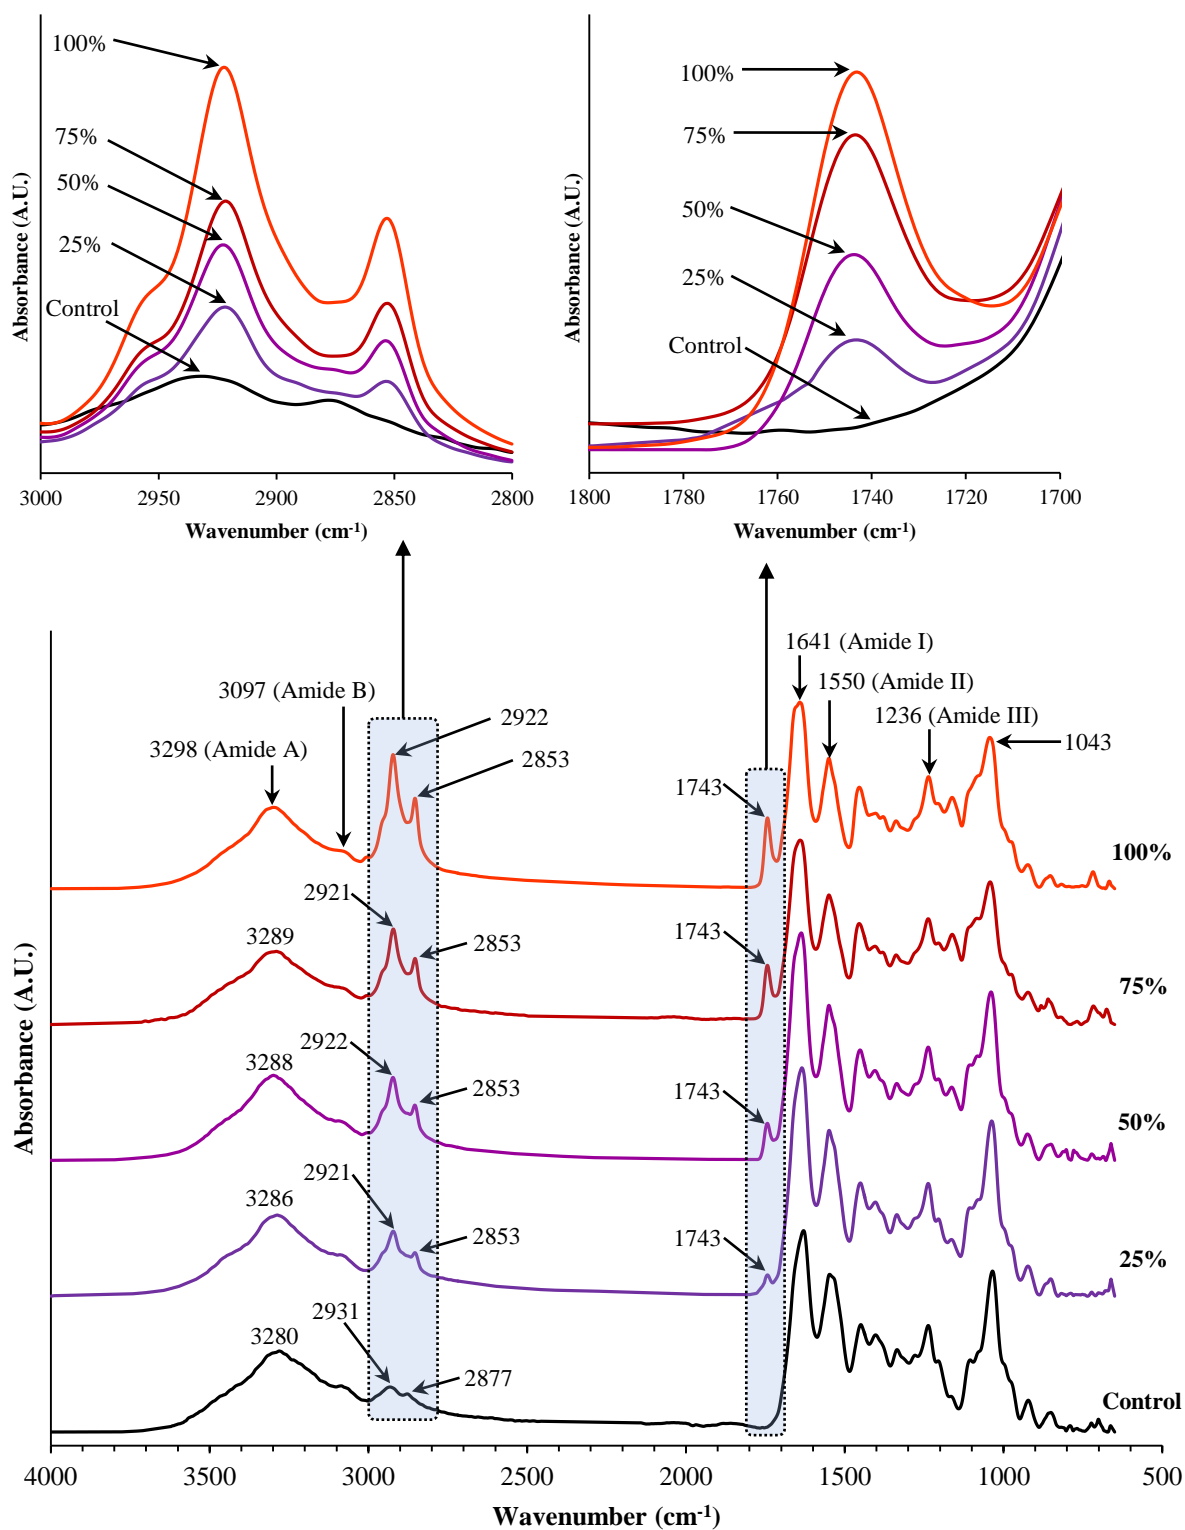 100%
75%
50%
25%
Control
Absorbance (A.U.)
3000 2950 2900 2850 2800
Wavenumber (cm-1)
100%
75%
50%
25%
Control
Absorbance (A.U.)
1800 1780 1760 1740 1720 1700
Wavenumber (cm-1)
1641 (Amide I)
1550 (Amide II)
1236 (Amide III)
1043
3097 (Amide B)
3298 (Amide A)
2922
2853
1743
100%
2921
3289
2853
1743
75%
2922
3288
2853
1743
50%
2921
3286
2853
1743
25%
2931
3280
2877
Control
Absorbance (A.U.)
4000 3500 3000 2500 2000 1500 1000 500
Wavenumber (cm-1)